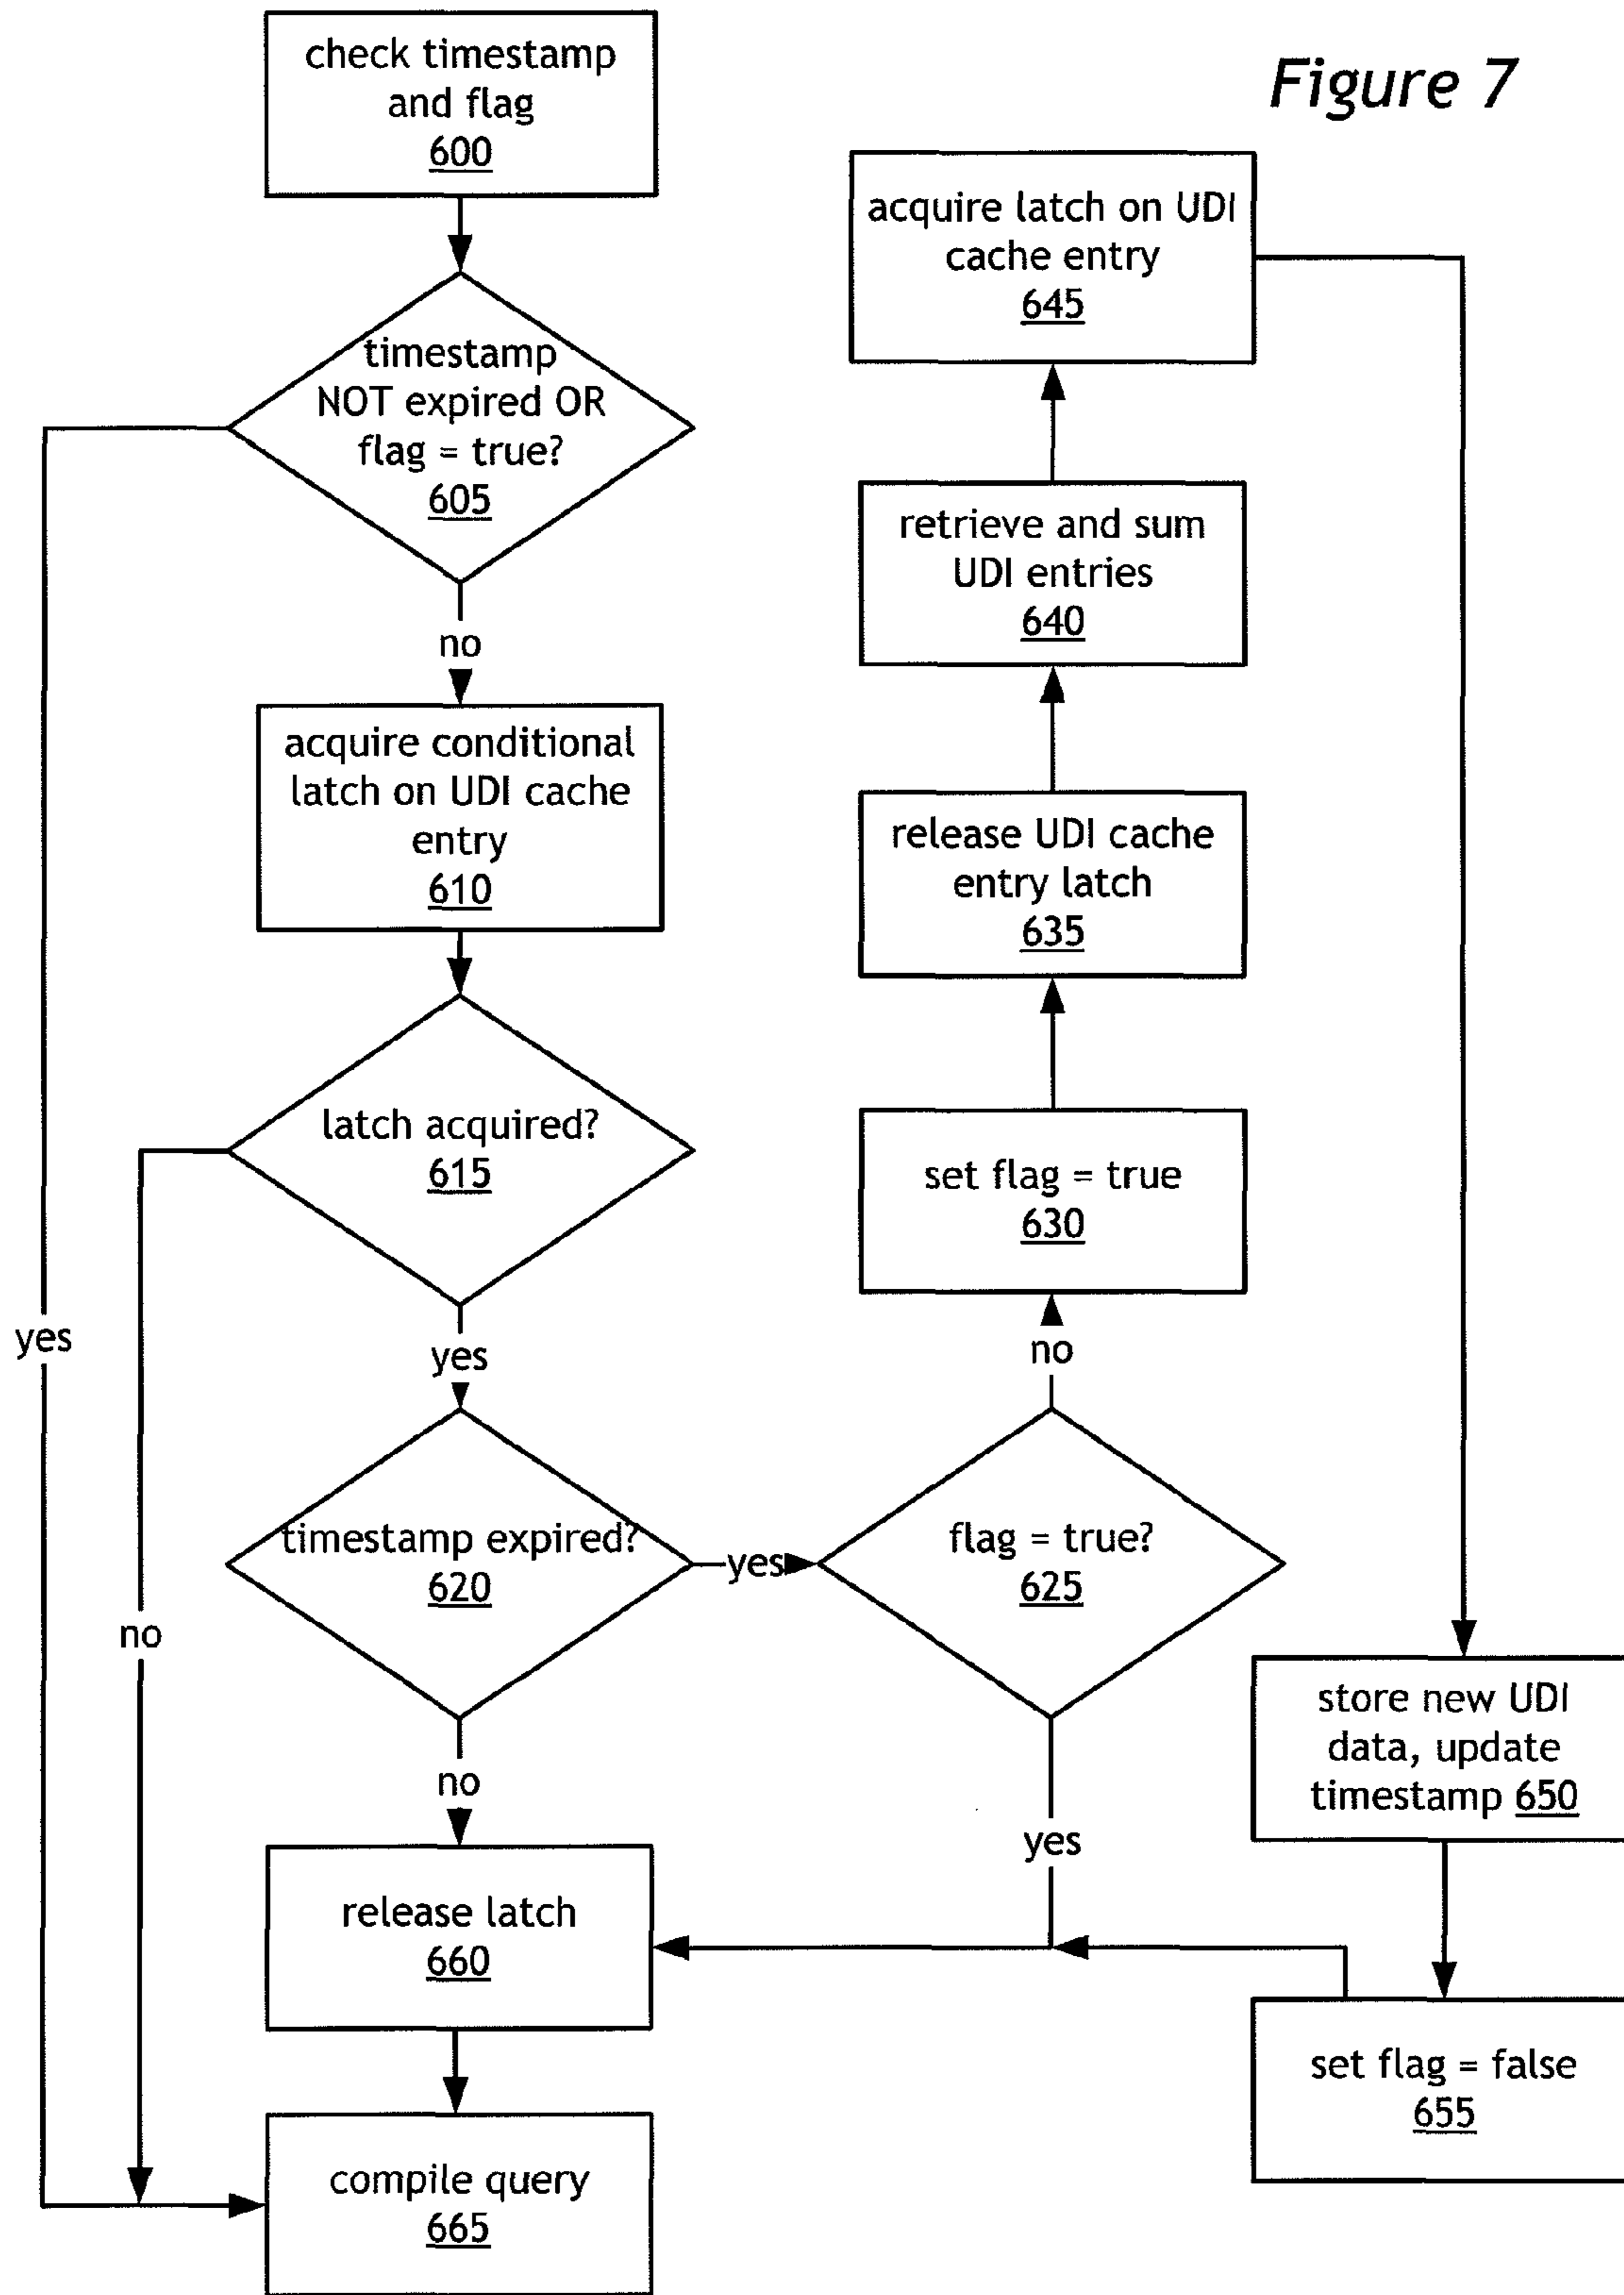 Figure 7
check timestamp
and flag
600
timestamp
NOT expired OR
flag = true?
605
no
acquire conditional
latch on UDI cache
entry
610
latch acquired?
615
yes
yes
no
timestamp expired?
620
yes
no
release latch
660
compile query
665
flag = true?
625
no
yes
set flag = true
630
release UDI cache
entry latch
635
retrieve and sum
UDI entries
640
acquire latch on UDI
cache entry
645
store new UDI
data, update
timestamp 650
set flag = false
655